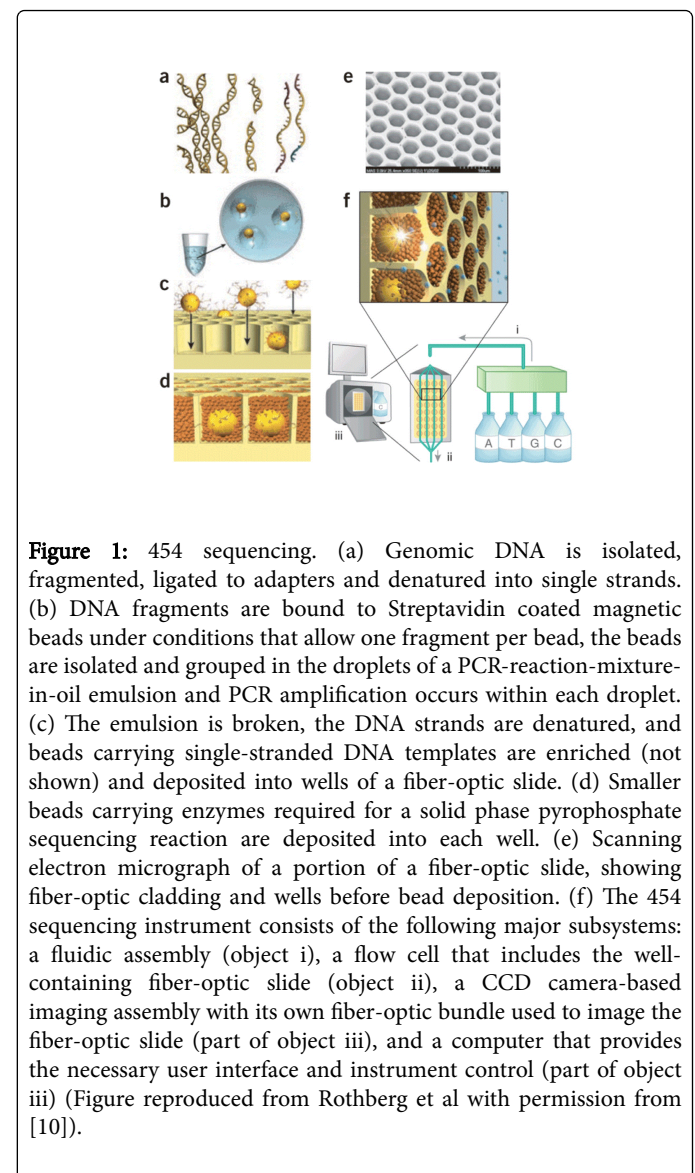 a
e
b
f
c
d
i
A T G C
iii
ii
Figure 1: 454 sequencing. (a) Genomic DNA is isolated,
fragmented, ligated to adapters and denatured into single strands.
(b) DNA fragments are bound to Streptavidin coated magnetic
beads under conditions that allow one fragment per bead, the beads
are isolated and grouped in the droplets of a PCR-reaction-mixture-
in-oil emulsion and PCR amplification occurs within each droplet.
(c) The emulsion is broken, the DNA strands are denatured, and
beads carrying single-stranded DNA templates are enriched (not
shown) and deposited into wells of a fiber-optic slide. (d) Smaller
beads carrying enzymes required for a solid phase pyrophosphate
sequencing reaction are deposited into each well. (e) Scanning
electron micrograph of a portion of a fiber-optic slide, showing
fiber-optic cladding and wells before bead deposition. (f) The 454
sequencing instrument consists of the following major subsystems:
a fluidic assembly (object i), a flow cell that includes the well-
containing fiber-optic slide (object ii), a CCD camera-based
imaging assembly with its own fiber-optic bundle used to image the
fiber-optic slide (part of object iii), and a computer that provides
the necessary user interface and instrument control (part of object
iii) (Figure reproduced from Rothberg et al with permission from
[10]).